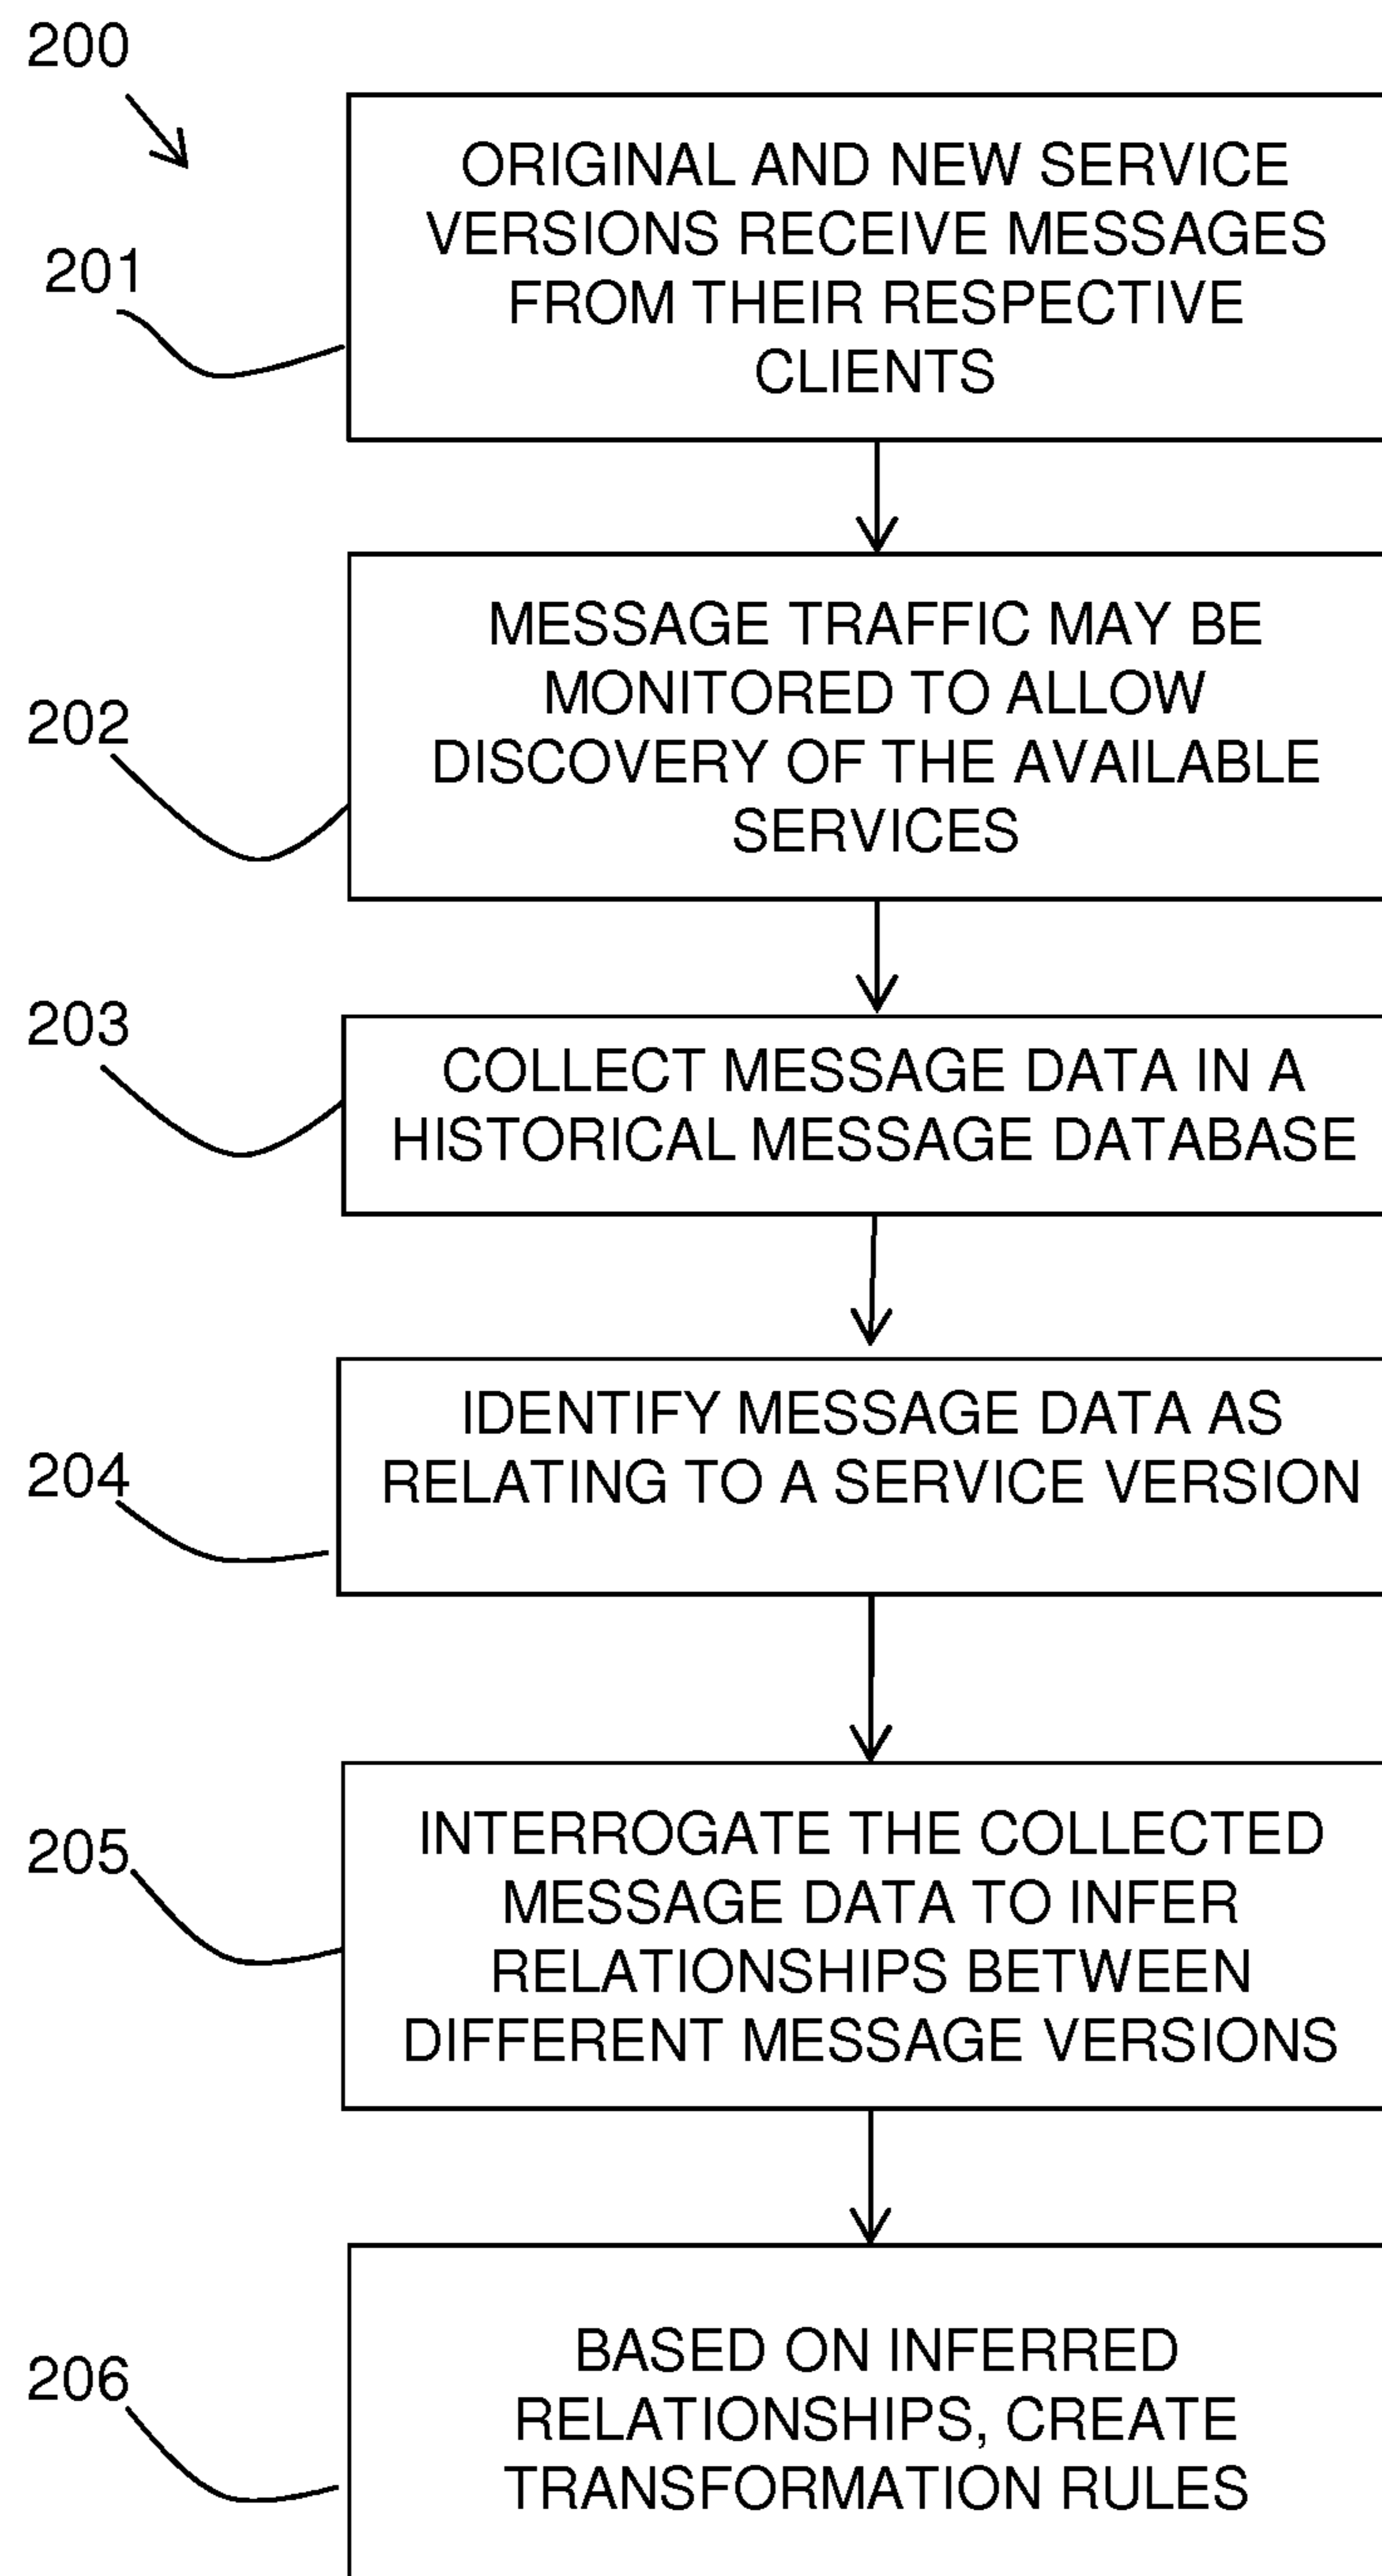 200
ORIGINAL AND NEW SERVICE
VERSIONS RECEIVE MESSAGES
FROM THEIR RESPECTIVE
CLIENTS
201
MESSAGE TRAFFIC MAY BE
MONITORED TO ALLOW
DISCOVERY OF THE AVAILABLE
SERVICES
202
COLLECT MESSAGE DATA IN A
HISTORICAL MESSAGE DATABASE
203
IDENTIFY MESSAGE DATA AS
RELATING TO A SERVICE VERSION
204
INTERROGATE THE COLLECTED
MESSAGE DATA TO INFER
RELATIONSHIPS BETWEEN
DIFFERENT MESSAGE VERSIONS
205
BASED ON INFERRED
RELATIONSHIPS, CREATE
TRANSFORMATION RULES
206